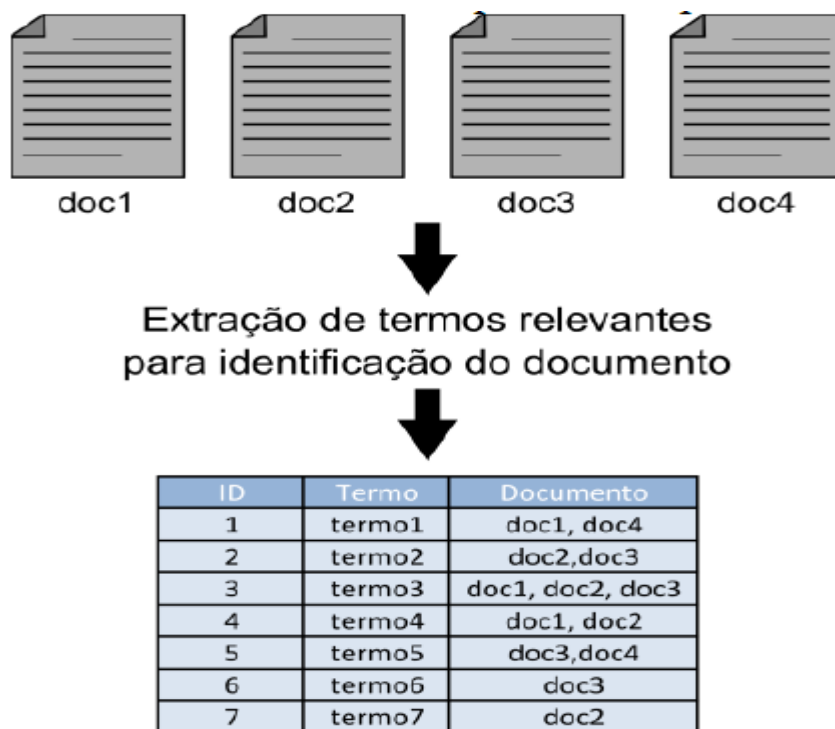 doc1 doc2 doc3 doc4
Extração de termos relevantes
para identificação do documento
ID Termo Documento
1 termo1 doc1, doc4
2 termo2 doc2,doc3
3 termo3 doc1, doc2, doc3
4 termo4 doc1, doc2
5 termo5 doc3,doc4
6 termo6 doc3
7 termo7 doc2